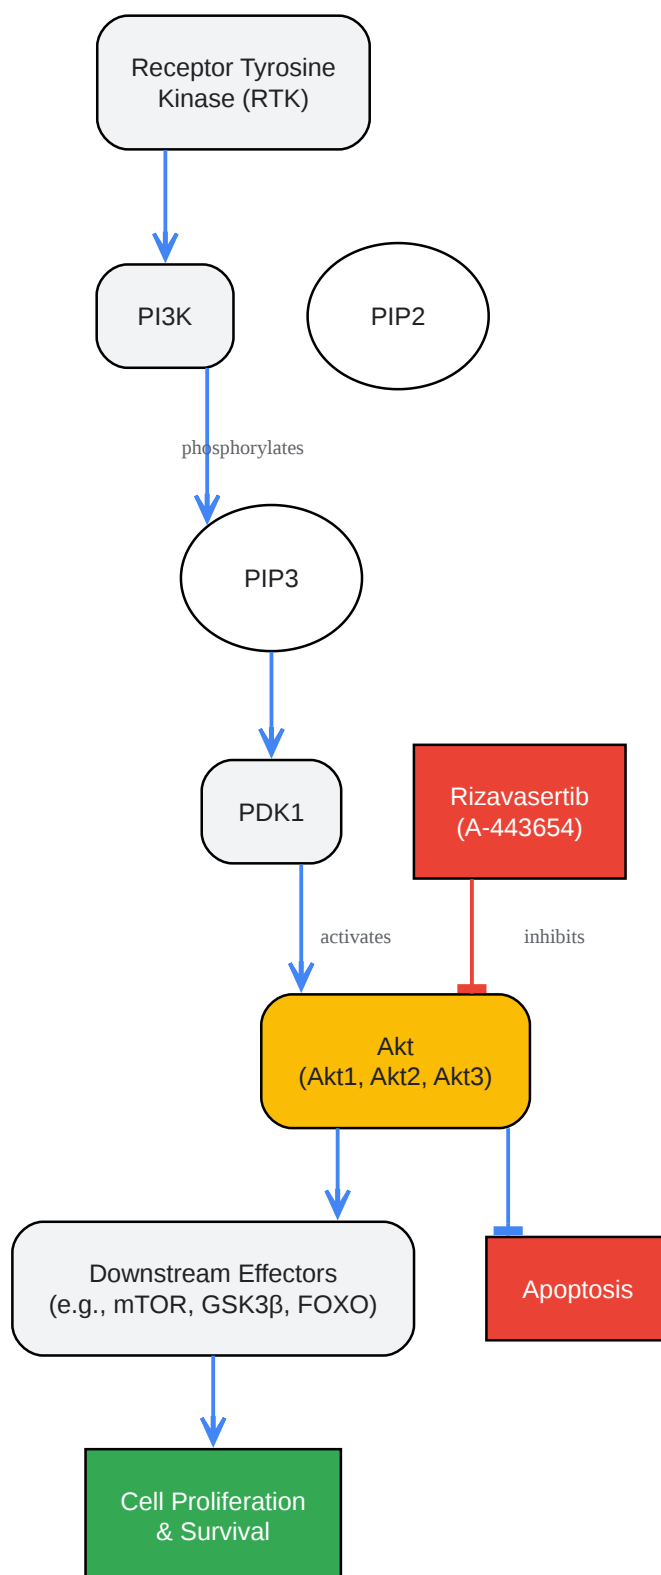 Receptor Tyrosine
Kinase (RTK)
PI3K
PIP2
phosphorylates
PIP3
PDK1
Rizavasertib
(A-443654)
activates
inhibits
Akt
(Akt1, Akt2, Akt3)
Downstream Effectors
(e.g., mTOR, GSK3β, FOXO)
Apoptosis
Cell Proliferation
& Survival